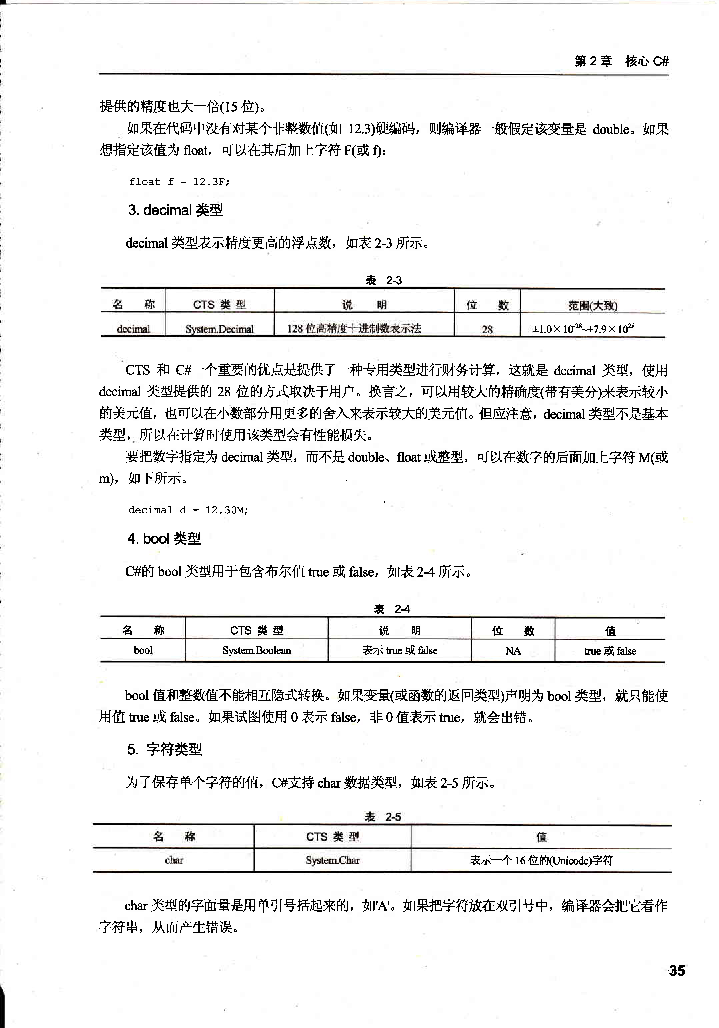 第 2 章 核心 C#
提供的精度也大一倍(15 位)。
如果在代码中没有对某个非整数值(如 12.3)硬编码，则编译器一般假定该变量是 double。如果
想指定该值为 float，可以在其后加上字符 F(或 f)：
float f = 12.3F;
3. decimal 类型
decimal 类型表示精度更高的浮点数，如表 2-3 所示。
表 2-3
名 称 CTS 类 型 说 明 位 数 范围(大致)
decimal System.Decimal 128 位高精度十进制数表示法 28 ±1.0×10⁻²⁸~±7.9×10²⁸
CTS 和 C#一个重要的优点是提供了一种专用类型进行财务计算，这就是 decimal 类型，使用
decimal 类型提供的 28 位的方式取决于用户。换言之，可以用较大的精确度(带有美分)来表示较小
的美元值，也可以在小数部分用更多的舍入来表示较大的美元值。但应注意，decimal 类型不是基本
类型，所以在计算时使用该类型会有性能损失。
要把数字指定为 decimal 类型，而不是 double、float 或整型，可以在数字的后面加上字符 M(或
m)，如下所示。
decimal d = 12.30M;
4. bool 类型
C#的 bool 类型用于包含布尔值 true 或 false，如表 2-4 所示。
表 2-4
名 称 CTS 类 型 说 明 位 数 值
bool System.Boolean 表示 true 或 false NA true 或 false
bool 值和整数值不能相互隐式转换。如果变量(或函数的返回类型)声明为 bool 类型，就只能使
用值 true 或 false。如果试图使用 0 表示 false，非 0 值表示 true，就会出错。
5. 字符类型
为了保存单个字符的值，C#支持 char 数据类型，如表 2-5 所示。
表 2-5
名 称 CTS 类 型 值
char System.Char 表示一个 16 位的(Unicode)字符
char 类型的字面量是用单引号括起来的，如'A'。如果把字符放在双引号中，编译器会把它看作
字符串，从而产生错误。
35